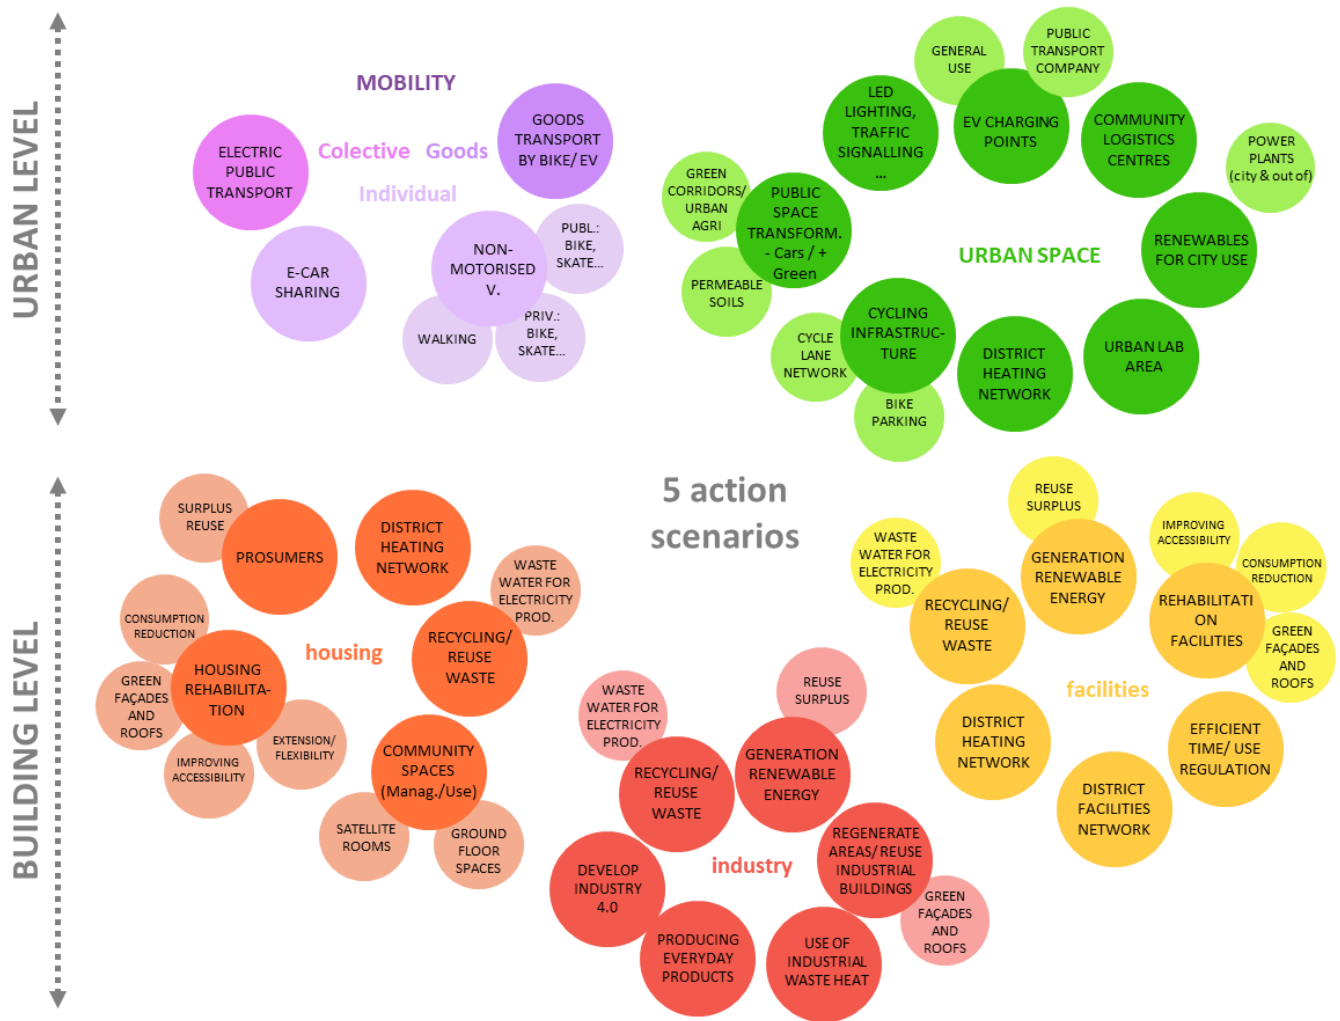 URBAN LEVEL
MOBILITY
Colective
Goods
Individual
ELECTRIC
PUBLIC
TRANSPORT
GOODS
TRANSPORT
BY BIKE/ EV
E-CAR
SHARING
NON-
MOTORISED
V.
PUBL.:
BIKE,
SKATE...
PRIV.:
BIKE,
SKATE...
WALKING
URBAN SPACE
GENERAL
USE
PUBLIC
TRANSPORT
COMPANY
LED
LIGHTING,
TRAFFIC
SIGNALLING
...
EV CHARGING
POINTS
COMMUNITY
LOGISTICS
CENTRES
POWER
PLANTS
(city & out of)
GREEN
CORRIDORS/
URBAN
AGRI
PUBLIC
SPACE
TRANSFORM.
- Cars / +
Green
PERMEABLE
SOILS
RENEWABLES
FOR CITY USE
CYCLING
INFRASTRUC-
TURE
CYCLE
LANE
NETWORK
BIKE
PARKING
DISTRICT
HEATING
NETWORK
URBAN LAB
AREA
5 action
scenarios
BUILDING LEVEL
housing
SURPLUS
REUSE
PROSUMERS
DISTRICT
HEATING
NETWORK
WASTE
WATER FOR
ELECTRICITY
PROD.
RECYCLING/
REUSE
WASTE
CONSUMPTION
REDUCTION
HOUSING
REHABILITA-
TION
GREEN
FAÇADES
AND
ROOFS
IMPROVING
ACCESSIBILITY
EXTENSION/
FLEXIBILITY
COMMUNITY
SPACES
(Manag./Use)
SATELLITE
ROOMS
GROUND
FLOOR
SPACES
industry
WASTE
WATER FOR
ELECTRICITY
PROD.
RECYCLING/
REUSE
WASTE
REUSE
SURPLUS
GENERATION
RENEWABLE
ENERGY
REGENERATE
AREAS/ REUSE
INDUSTRIAL
BUILDINGS
GREEN
FAÇADES
AND
ROOFS
DEVELOP
INDUSTRY
4.0
PRODUCING
EVERYDAY
PRODUCTS
USE OF
INDUSTRIAL
WASTE HEAT
facilities
REUSE
SURPLUS
WASTE
WATER FOR
ELECTRICITY
PROD.
GENERATION
RENEWABLE
ENERGY
IMPROVING
ACCESSIBILITY
CONSUMPTION
REDUCTION
RECYCLING/
REUSE
WASTE
REHABILITATI
ON
FACILITIES
GREEN
FAÇADES
AND
ROOFS
DISTRICT
HEATING
NETWORK
EFFICIENT
TIME/ USE
REGULATION
DISTRICT
FACILITIES
NETWORK